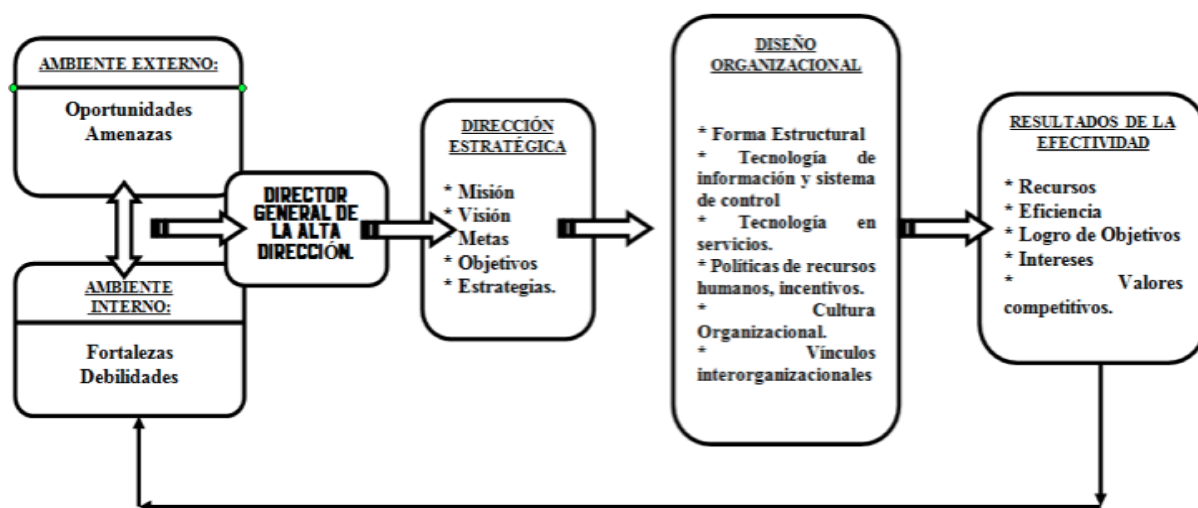 AMBIENTE EXTERNO:
Oportunidades
Amenazas
AMBIENTE
INTERNO:
Fortalezas
Debilidades
DIRECTOR
GENERAL DE
LA ALTA
DIRECCIÓN.
DIRECCIÓN
ESTRATÉGICA
* Misión
* Visión
* Metas
* Objetivos
* Estrategias.
DISEÑO
ORGANIZACIONAL
* Forma Estructural
* Tecnología de
información y sistema
de control
* Tecnología en
servicios.
* Políticas de recursos
humanos, incentivos.
* Cultura
Organizacional.
* Vínculos
interorganizacionales
RESULTADOS DE LA
EFECTIVIDAD
* Recursos
* Eficiencia
* Logro de Objetivos
* Intereses
* Valores
competitivos.